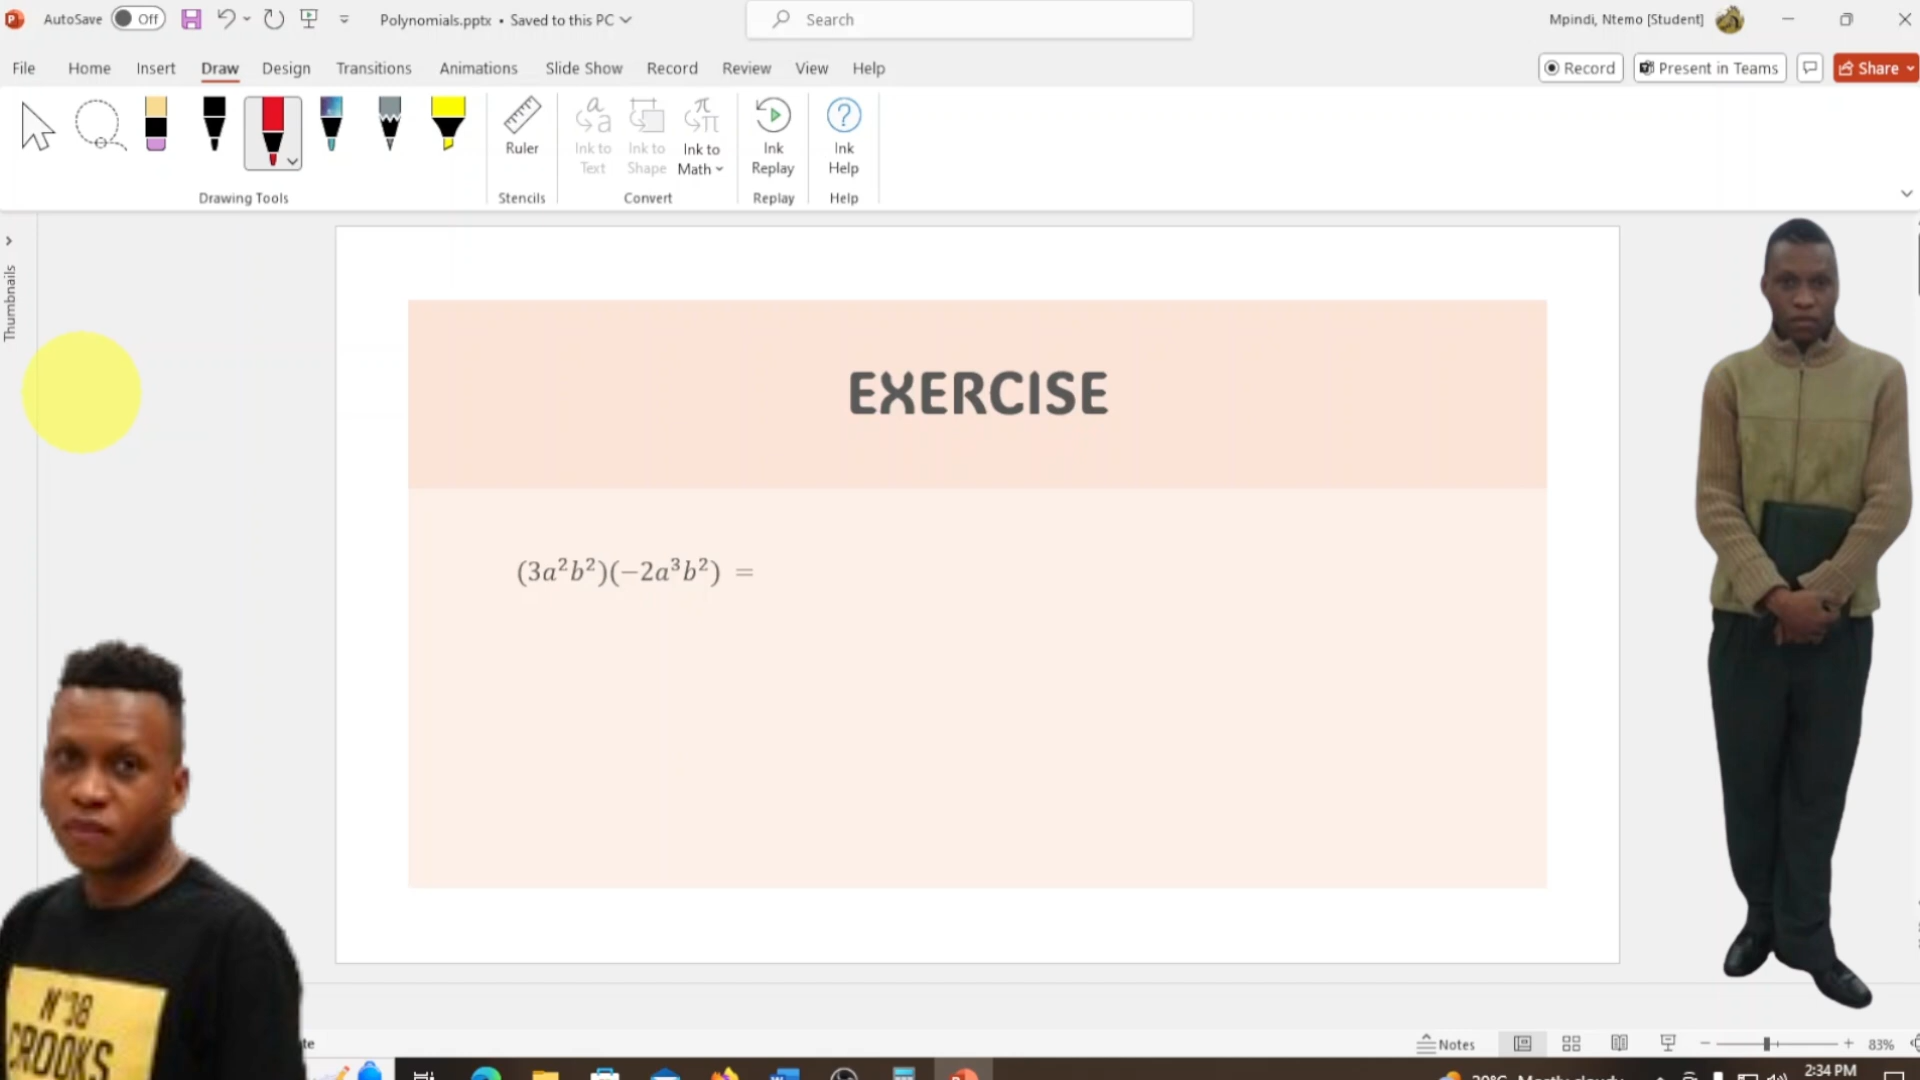 AutoSave Off Polynomials.pptx • Saved to this PC Search Mpindi, Ntemo [Student]
File Home Insert Draw Design Transitions Animations Slide Show Record Review View Help Record Present in Teams Share
Ruler
Ink to Text
Ink to Shape
Ink to Math
Ink Replay
Ink Help
Drawing Tools Stencils Convert Replay Help
Thumbnails
EXERCISE
(3a²b²)(−2a³b²) =
N°38
CROOKS
Notes 83%
2:34 PM